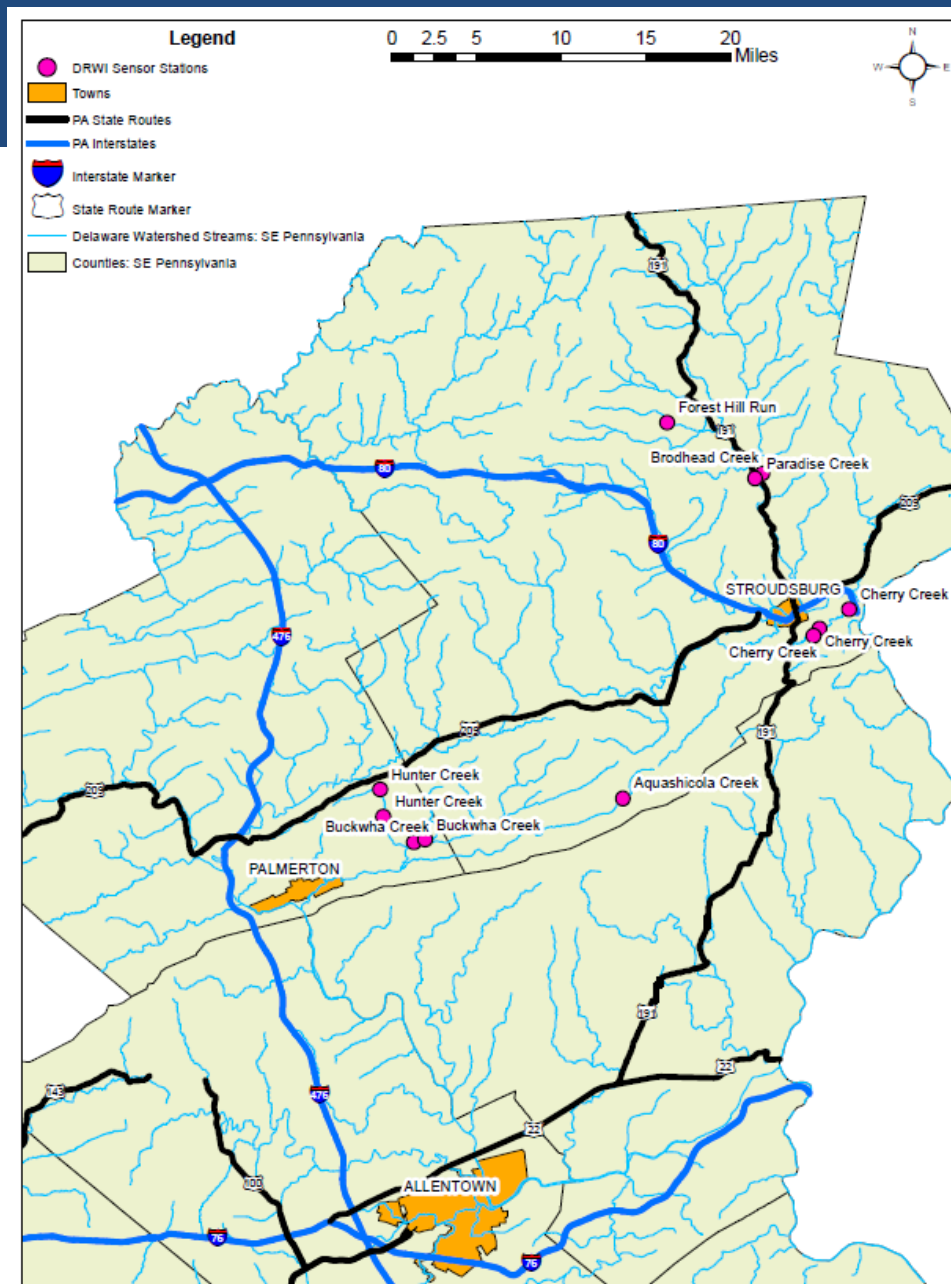 Legend
DRWI Sensor Stations
Towns
PA State Routes
PA Interstates
Interstate Marker
State Route Marker
Delaware Watershed Streams: SE Pennsylvania
Counties: SE Pennsylvania
0 2.5 5 10 15 20
Miles
N
W E
S
191
Forest Hill Run
191
Brodhead Creek
Paradise Creek
80
209
80
STROUDSBURG
Cherry Creek
476
Cherry Creek
Cherry Creek
209
191
Hunter Creek
Aquashicola Creek
209
Hunter Creek
Buckwha Creek
Buckwha Creek
PALMERTON
191
22
143
476
22
100
ALLENTOWN
76
76